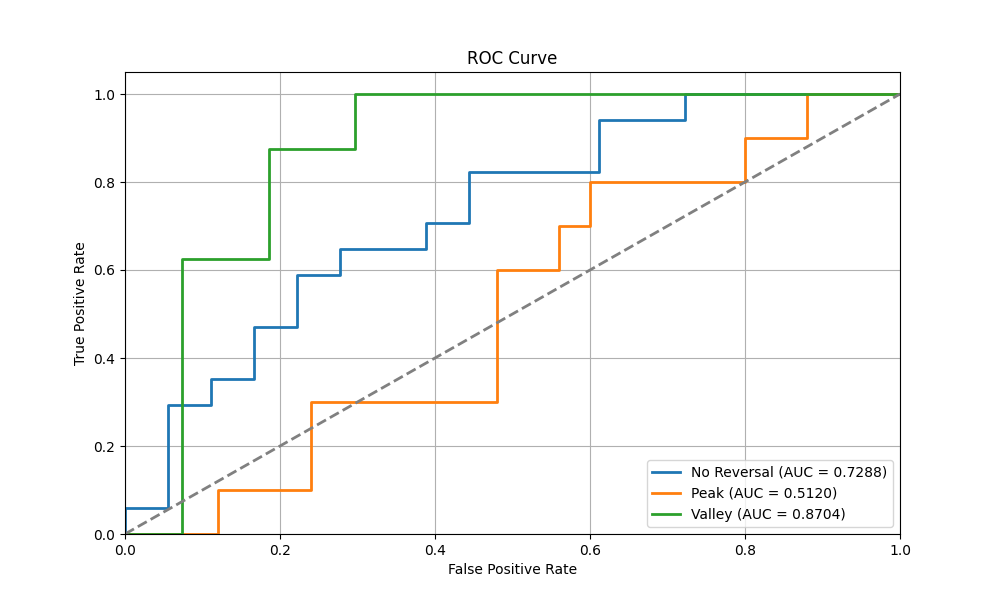 ROC Curve
True Positive Rate
1.0
0.8
0.6
0.4
0.2
0.0
0.0 0.2 0.4 0.6 0.8 1.0
False Positive Rate
No Reversal (AUC = 0.7288)
Peak (AUC = 0.5120)
Valley (AUC = 0.8704)